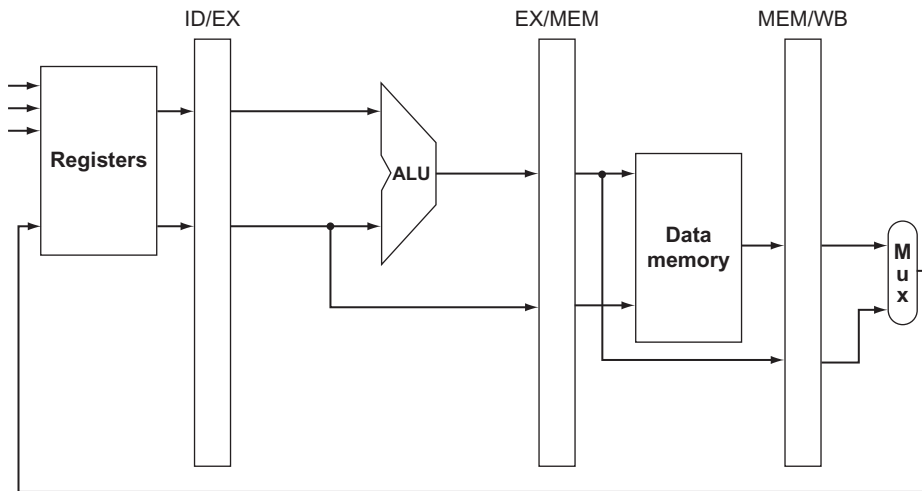 ID/EX
EX/MEM
MEM/WB
Registers
ALU
Data
memory
M
u
x